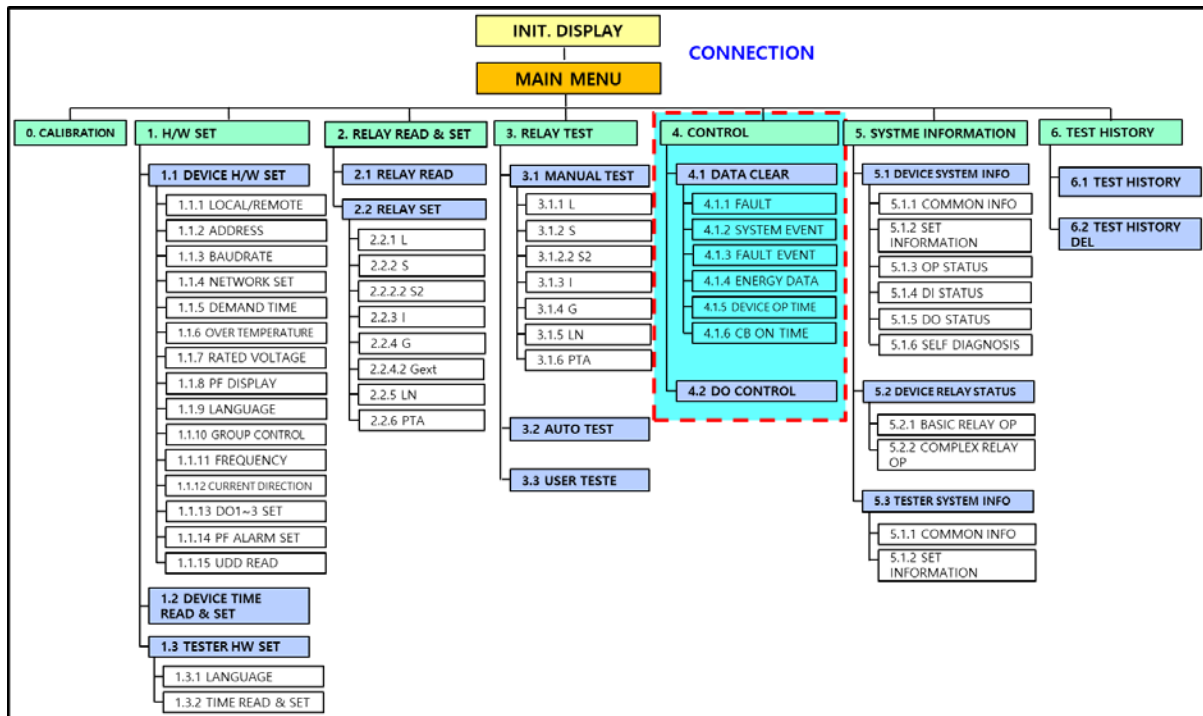 INIT. DISPLAY
CONNECTION
MAIN MENU
0. CALIBRATION
1. H/W SET
1.1 DEVICE H/W SET
1.1.1 LOCAL/REMOTE
1.1.2 ADDRESS
1.1.3 BAUDRATE
1.1.4 NETWORK SET
1.1.5 DEMAND TIME
1.1.6 OVER TEMPERATURE
1.1.7 RATED VOLTAGE
1.1.8 PF DISPLAY
1.1.9 LANGUAGE
1.1.10 GROUP CONTROL
1.1.11 FREQUENCY
1.1.12 CURRENT DIRECTION
1.1.13 DO1~3 SET
1.1.14 PF ALARM SET
1.1.15 UDD READ
1.2 DEVICE TIME
READ & SET
1.3 TESTER HW SET
1.3.1 LANGUAGE
1.3.2 TIME READ & SET
2. RELAY READ & SET
2.1 RELAY READ
2.2 RELAY SET
2.2.1 L
2.2.2 S
2.2.2.2 S2
2.2.3 I
2.2.4 G
2.2.4.2 Gext
2.2.5 LN
2.2.6 PTA
3. RELAY TEST
3.1 MANUAL TEST
3.1.1 L
3.1.2 S
3.1.2.2 S2
3.1.3 I
3.1.4 G
3.1.5 LN
3.1.6 PTA
3.2 AUTO TEST
3.3 USER TESTE
4. CONTROL
4.1 DATA CLEAR
4.1.1 FAULT
4.1.2 SYSTEM EVENT
4.1.3 FAULT EVENT
4.1.4 ENERGY DATA
4.1.5 DEVICE OP TIME
4.1.6 CB ON TIME
4.2 DO CONTROL
5. SYSTME INFORMATION
5.1 DEVICE SYSTEM INFO
5.1.1 COMMON INFO
5.1.2 SET
INFORMATION
5.1.3 OP STATUS
5.1.4 DI STATUS
5.1.5 DO STATUS
5.1.6 SELF DIAGNOSIS
5.2 DEVICE RELAY STATUS
5.2.1 BASIC RELAY OP
5.2.2 COMPLEX RELAY
OP
5.3 TESTER SYSTEM INFO
5.1.1 COMMON INFO
5.1.2 SET
INFORMATION
6. TEST HISTORY
6.1 TEST HISTORY
6.2 TEST HISTORY
DEL